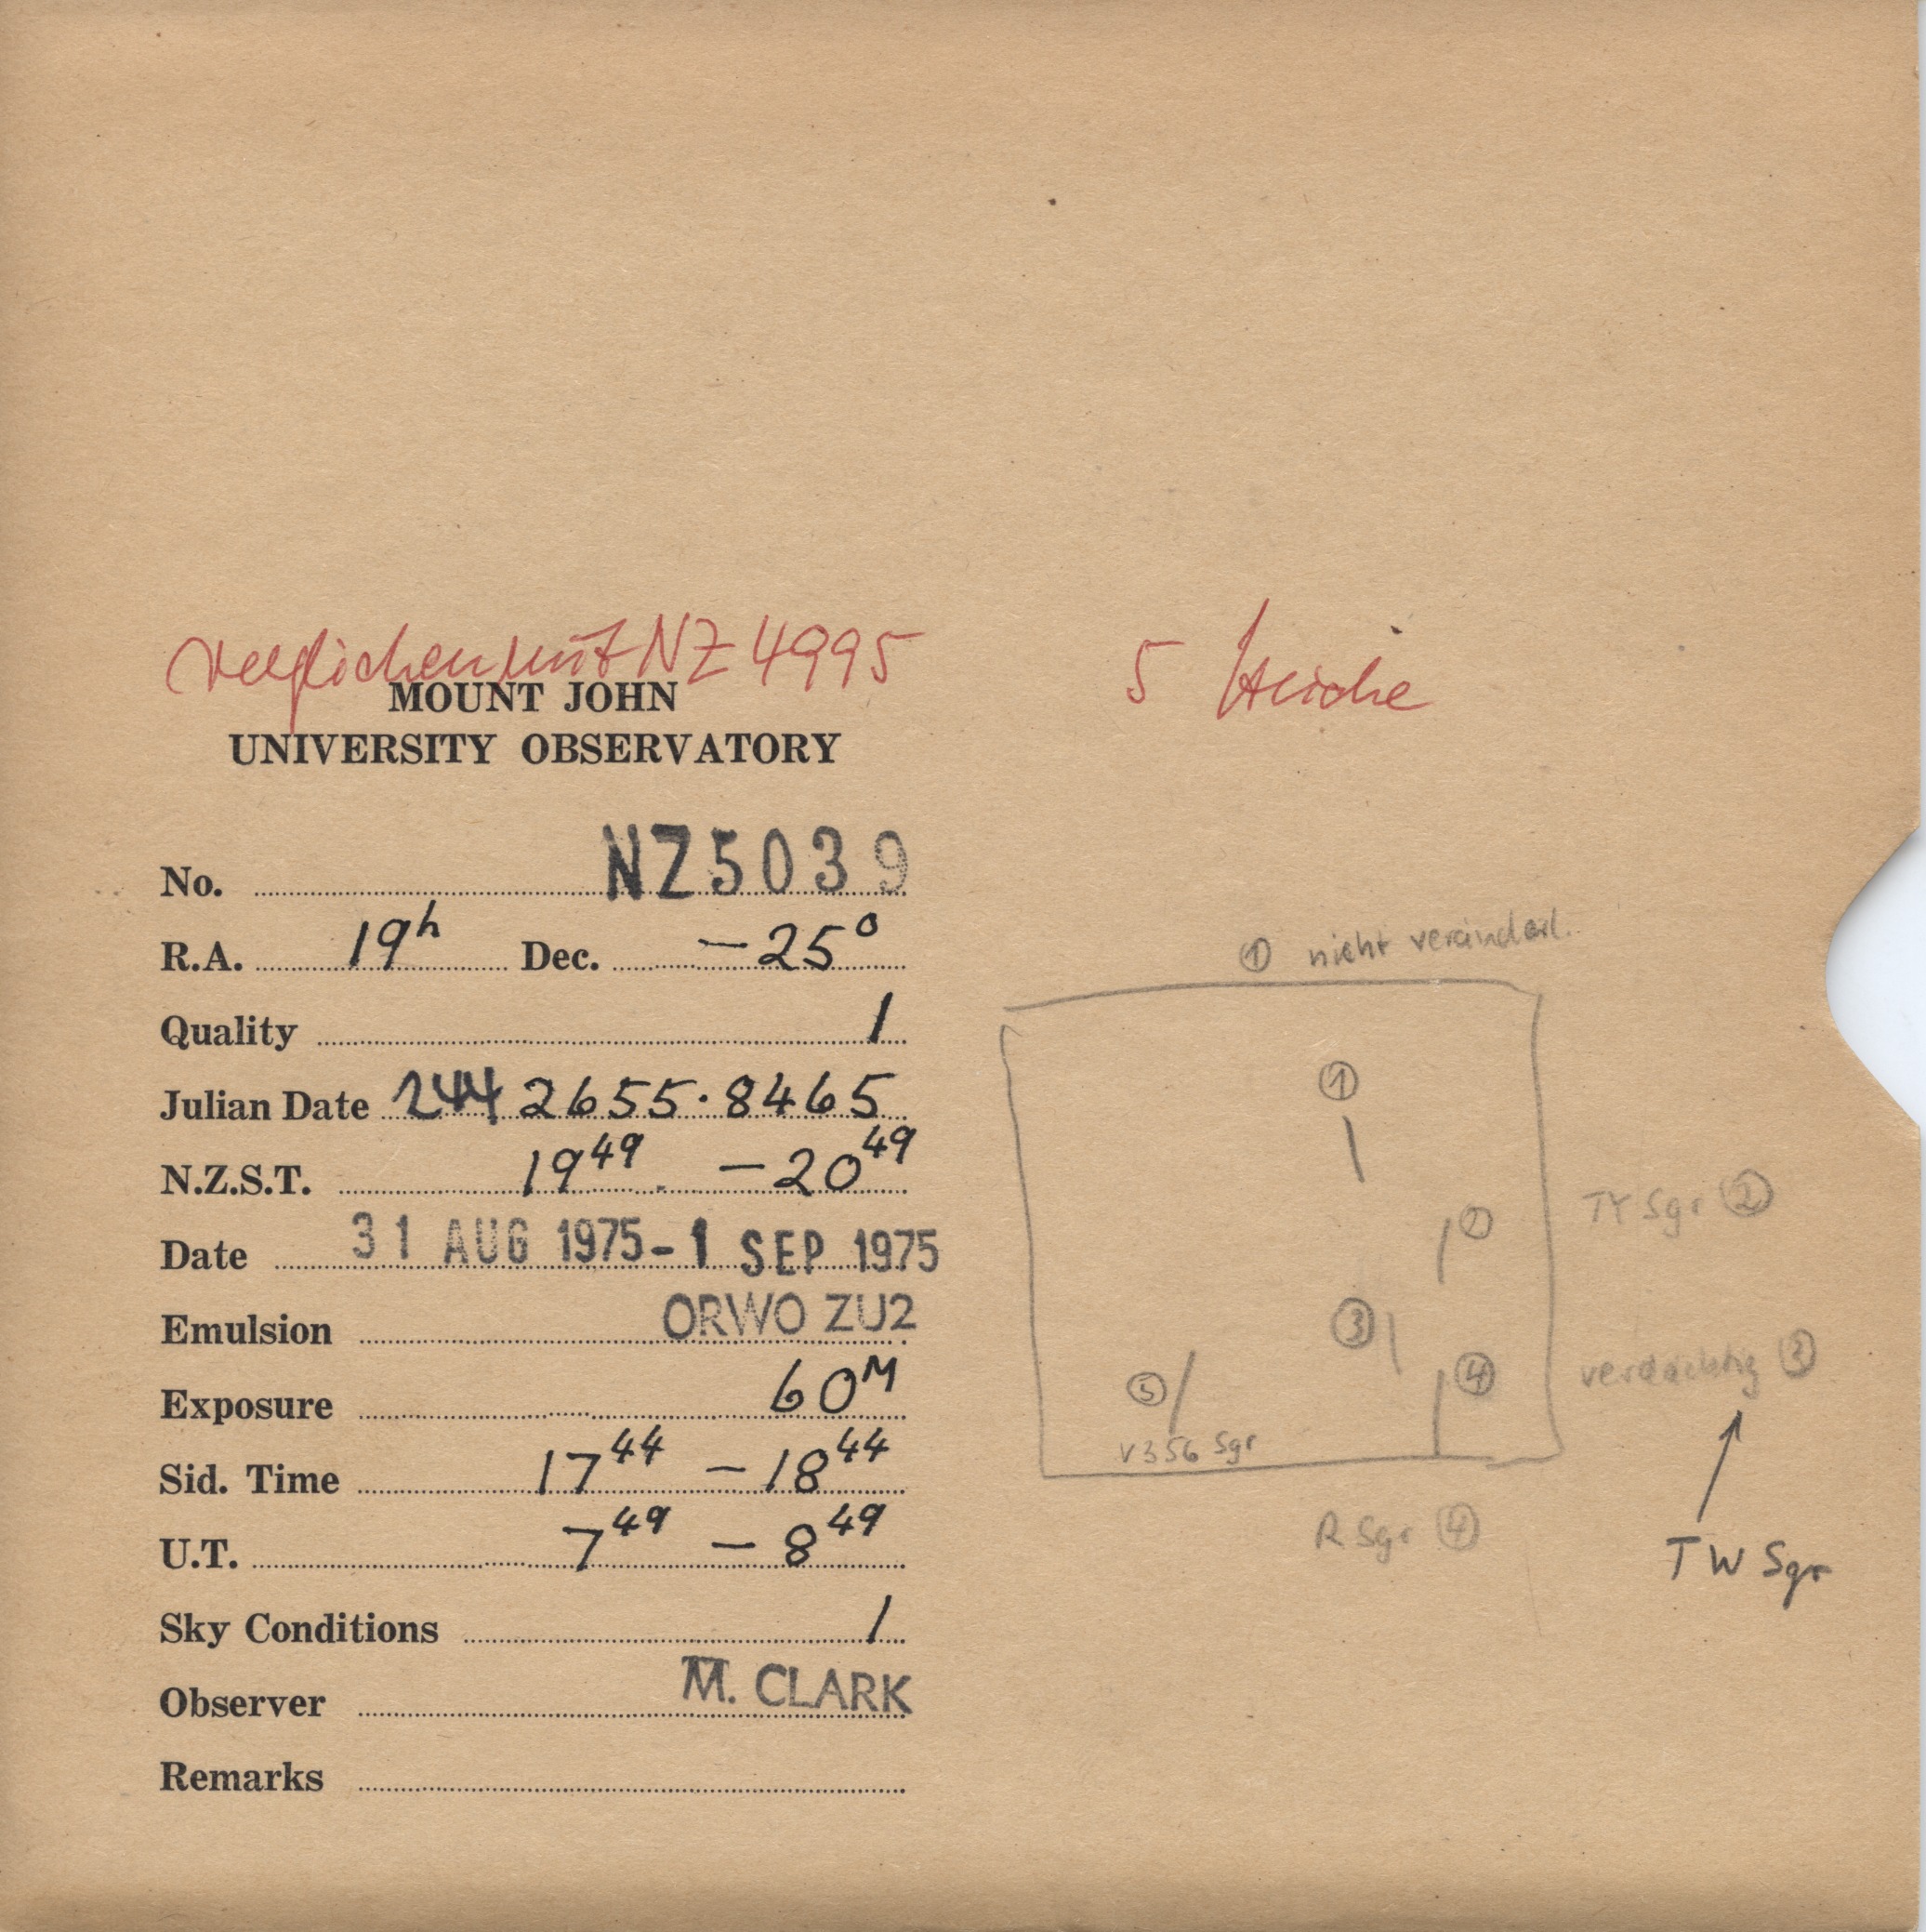 verglichen mit NZ 4995
5 Striche
MOUNT JOHN
UNIVERSITY OBSERVATORY
No. NZ5039
R.A. 19h Dec. -25°
Quality 1
Julian Date 244 2655.8465
N.Z.S.T. 19 49 - 20 49
Date 31 AUG 1975 - 1 SEP 1975
Emulsion ORWO ZU2
Exposure 60M
Sid. Time 17 44 - 18 44
U.T. 7 49 - 8 49
Sky Conditions 1
Observer M. CLARK
Remarks
① nicht veränderl.
①
②
TY Sgr ②
③
④
verdächtig ③
⑤
V356 Sgr
R Sgr ④
TW Sgr